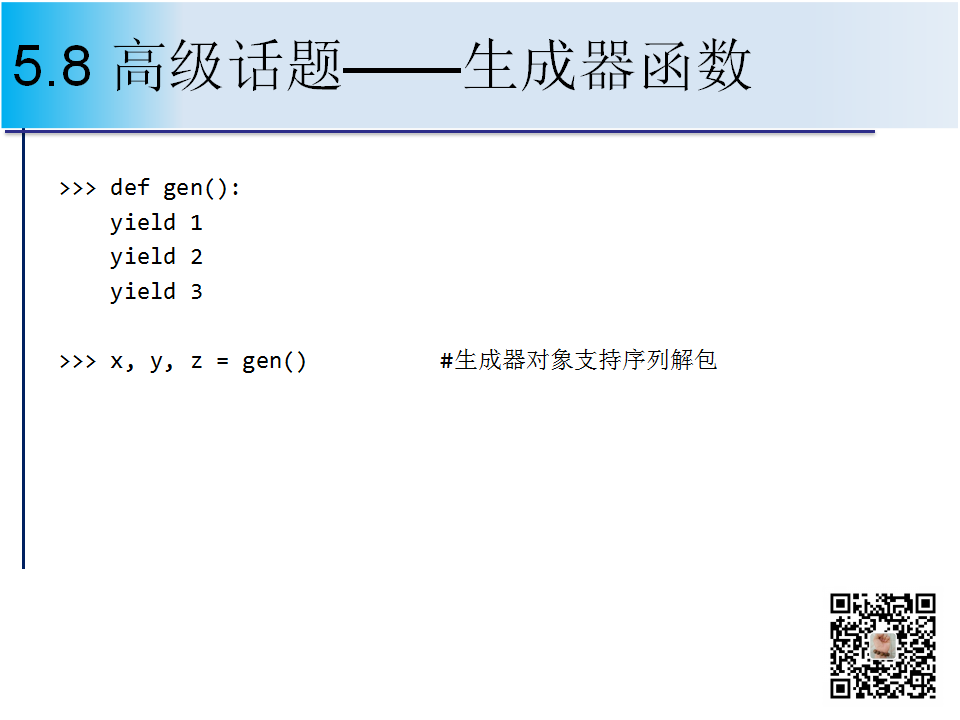 5.8 高级话题——生成器函数
>>> def gen():
    yield 1
    yield 2
    yield 3
>>> x, y, z = gen()          #生成器对象支持序列解包